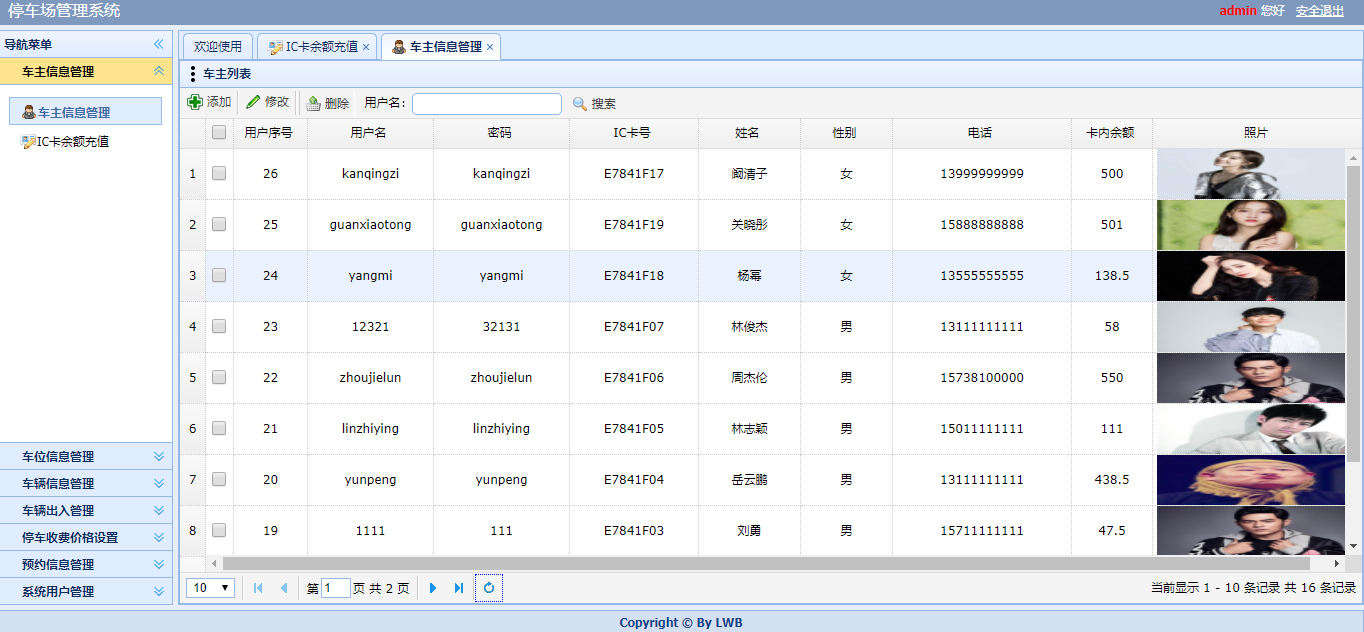 停车场管理系统 admin 您好 安全退出
导航菜单
车主信息管理
车主信息管理
IC卡余额充值
车位信息管理
车辆信息管理
车辆出入管理
停车收费价格设置
预约信息管理
系统用户管理
欢迎使用 IC卡余额充值 × 车主信息管理 ×
车主列表
添加 修改 删除 用户名: 搜索
用户序号 用户名 密码 IC卡号 姓名 性别 电话 卡内余额 照片
1 26 kanqingzi kanqingzi E7841F17 阚清子 女 13999999999 500
2 25 guanxiaotong guanxiaotong E7841F19 关晓彤 女 15888888888 501
3 24 yangmi yangmi E7841F18 杨幂 女 13555555555 138.5
4 23 12321 32131 E7841F07 林俊杰 男 13111111111 58
5 22 zhoujielun zhoujielun E7841F06 周杰伦 男 15738100000 550
6 21 linzhiying linzhiying E7841F05 林志颖 男 15011111111 111
7 20 yunpeng yunpeng E7841F04 岳云鹏 男 13111111111 438.5
8 19 1111 111 E7841F03 刘勇 男 15711111111 47.5
10 第 1 页 共 2 页 当前显示 1 - 10 条记录 共 16 条记录
Copyright © By LWB